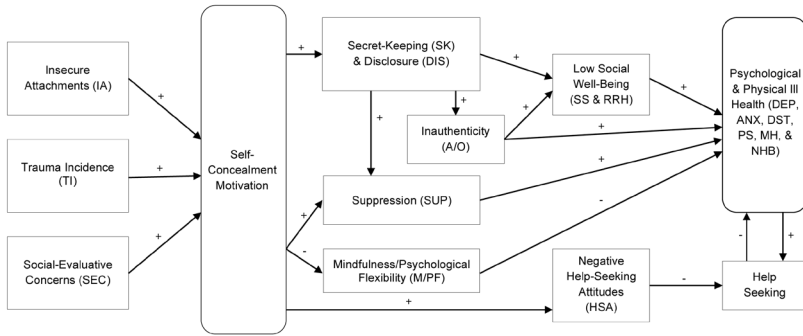 Insecure
Attachments (IA)
Trauma Incidence
(TI)
Social-Evaluative
Concerns (SEC)
+
+
+
Self-
Concealment
Motivation
+
Secret-Keeping (SK)
& Disclosure (DIS)
+
+
+
Inauthenticity
(A/O)
+
+
Low Social
Well-Being
(SS & RRH)
+
+
Suppression (SUP)
+
-
Mindfulness/Psychological
Flexibility (M/PF)
-
+
Negative
Help-Seeking
Attitudes
(HSA)
-
Psychological
& Physical Ill
Health (DEP,
ANX, DST,
PS, MH, &
NHB)
-
+
Help
Seeking